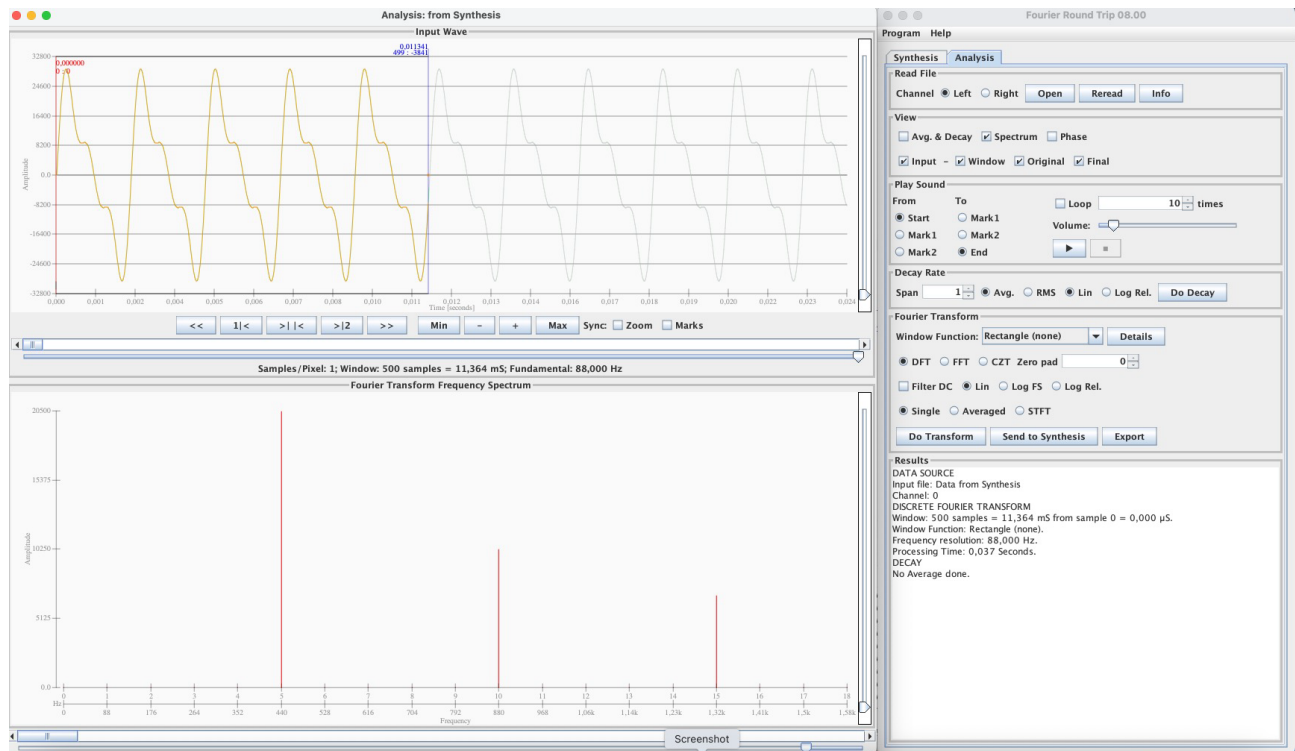 Analysis: from Synthesis
Input Wave
0,011341
499 : -3841
0,000000
0 : 0
32800
24600
16400
8200
0.0
-8200
-16400
-24600
-32800
Amplitude
0,000 0,001 0,002 0,003 0,004 0,005 0,006 0,007 0,008 0,009 0,010 0,011 0,012 0,013 0,014 0,015 0,016 0,017 0,018 0,019 0,020 0,021 0,022 0,023 0,024
Time [seconds]
<< 1|< >||< >|2 >> Min - + Max Sync: Zoom Marks
Samples/Pixel: 1; Window: 500 samples = 11,364 mS; Fundamental: 88,000 Hz
Fourier Transform Frequency Spectrum
20500
15375
10250
5125
0.0
Amplitude
0 1 2 3 4 5 6 7 8 9 10 11 12 13 14 15 16 17 18
Hz
0 88 176 264 352 440 528 616 704 792 880 968 1,06k 1,14k 1,23k 1,32k 1,41k 1,5k 1,58k
Frequency
Screenshot
Fourier Round Trip 08.00
Program Help
Synthesis Analysis
Read File
Channel Left Right Open Reread Info
View
Avg. & Decay Spectrum Phase
Input - Window Original Final
Play Sound
From To Loop 10 times
Start Mark1 Volume:
Mark1 Mark2
Mark2 End
Decay Rate
Span 1 Avg. RMS Lin Log Rel. Do Decay
Fourier Transform
Window Function: Rectangle (none) Details
DFT FFT CZT Zero pad 0
Filter DC Lin Log FS Log Rel.
Single Averaged STFT
Do Transform Send to Synthesis Export
Results
DATA SOURCE
Input file: Data from Synthesis
Channel: 0
DISCRETE FOURIER TRANSFORM
Window: 500 samples = 11,364 mS from sample 0 = 0,000 µS.
Window Function: Rectangle (none).
Frequency resolution: 88,000 Hz.
Processing Time: 0,037 Seconds.
DECAY
No Average done.